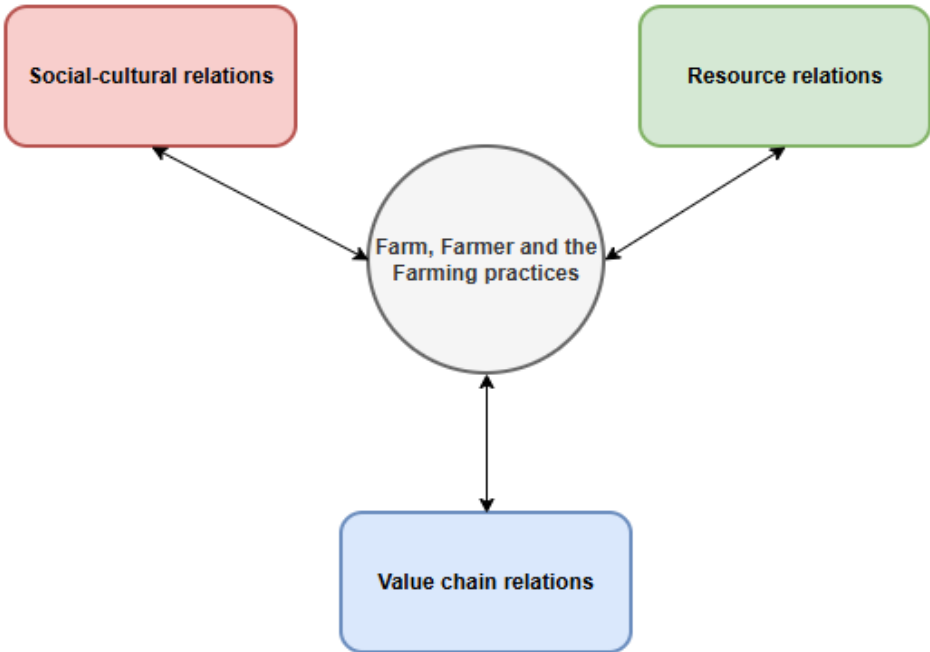 Social-cultural relations
Resource relations
Farm, Farmer and the
Farming practices
Value chain relations